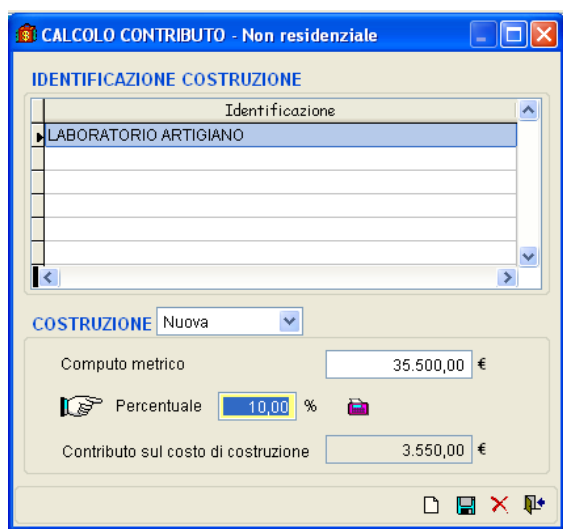 CALCOLO CONTRIBUTO - Non residenziale
IDENTIFICAZIONE COSTRUZIONE
Identificazione
LABORATORIO ARTIGIANO
COSTRUZIONE Nuova
Computo metrico 35.500,00 €
Percentuale 10,00 %
Contributo sul costo di costruzione 3.550,00 €